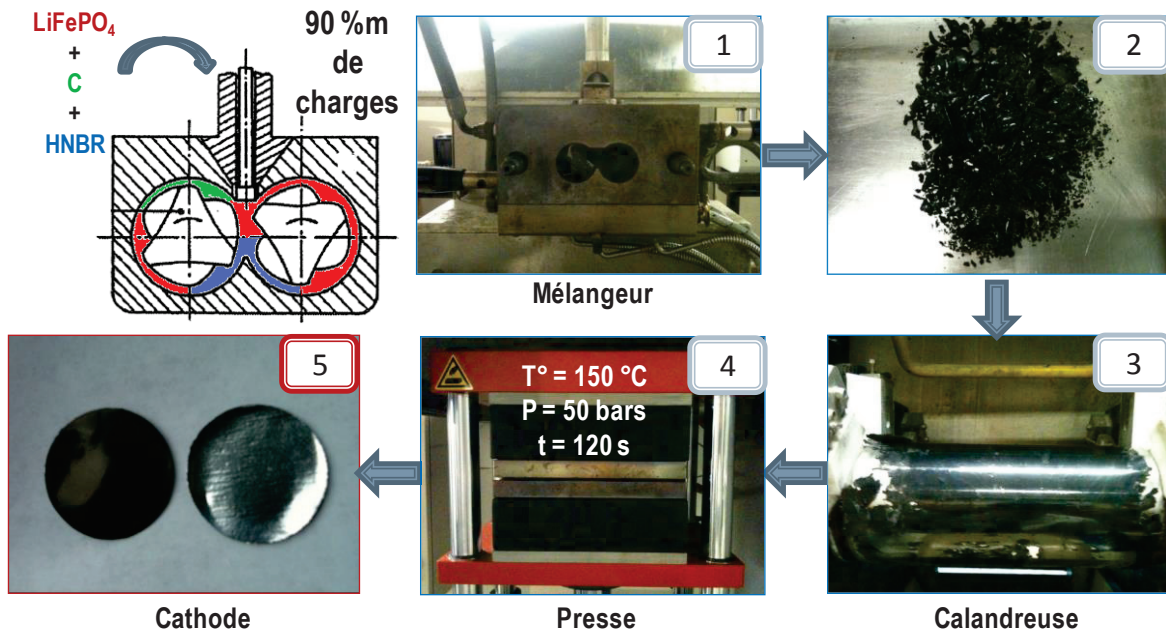 LiFePO4
+
C
+
HNBR
90 %m
de
charges
1
Mélangeur
2
3
Calandreuse
4
T° = 150 °C
P = 50 bars
t = 120 s
Presse
5
Cathode